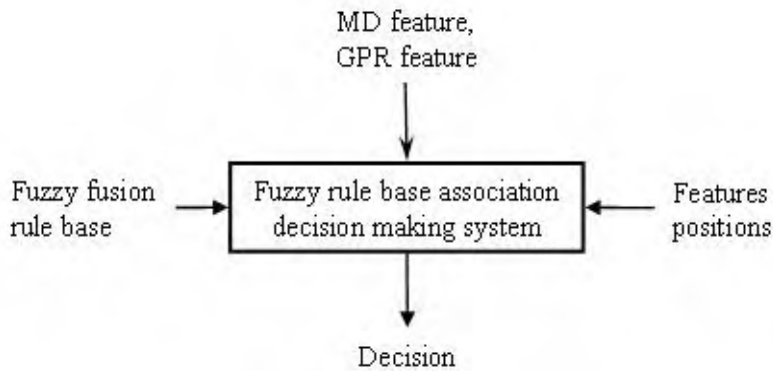 MD feature,
GPR feature
Fuzzy fusion
rule base
Fuzzy rule base association
decision making system
Features
positions
Decision